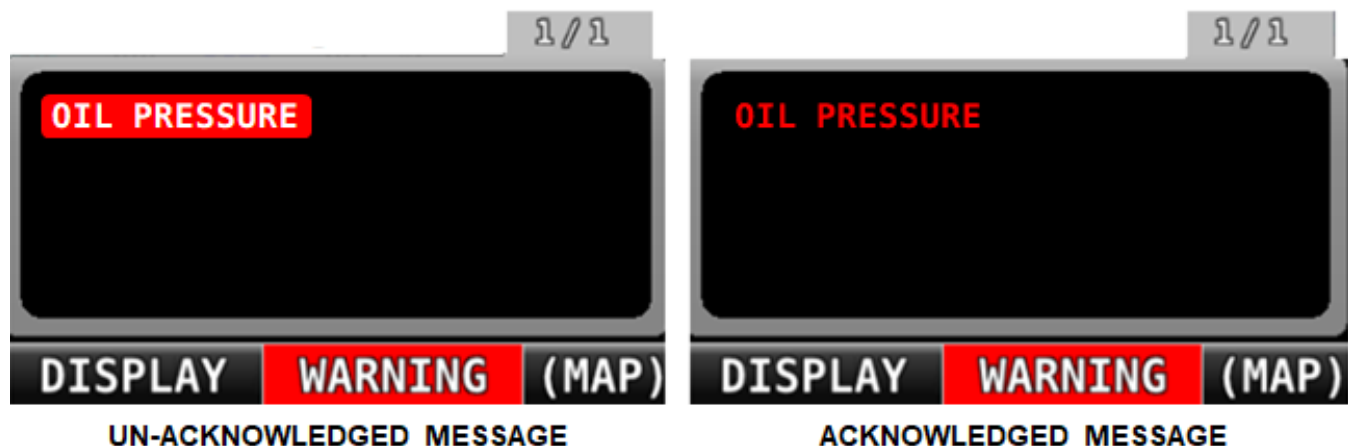 1/1
OIL PRESSURE
DISPLAY WARNING (MAP)
UN-ACKNOWLEDGED MESSAGE
1/1
OIL PRESSURE
DISPLAY WARNING (MAP)
ACKNOWLEDGED MESSAGE